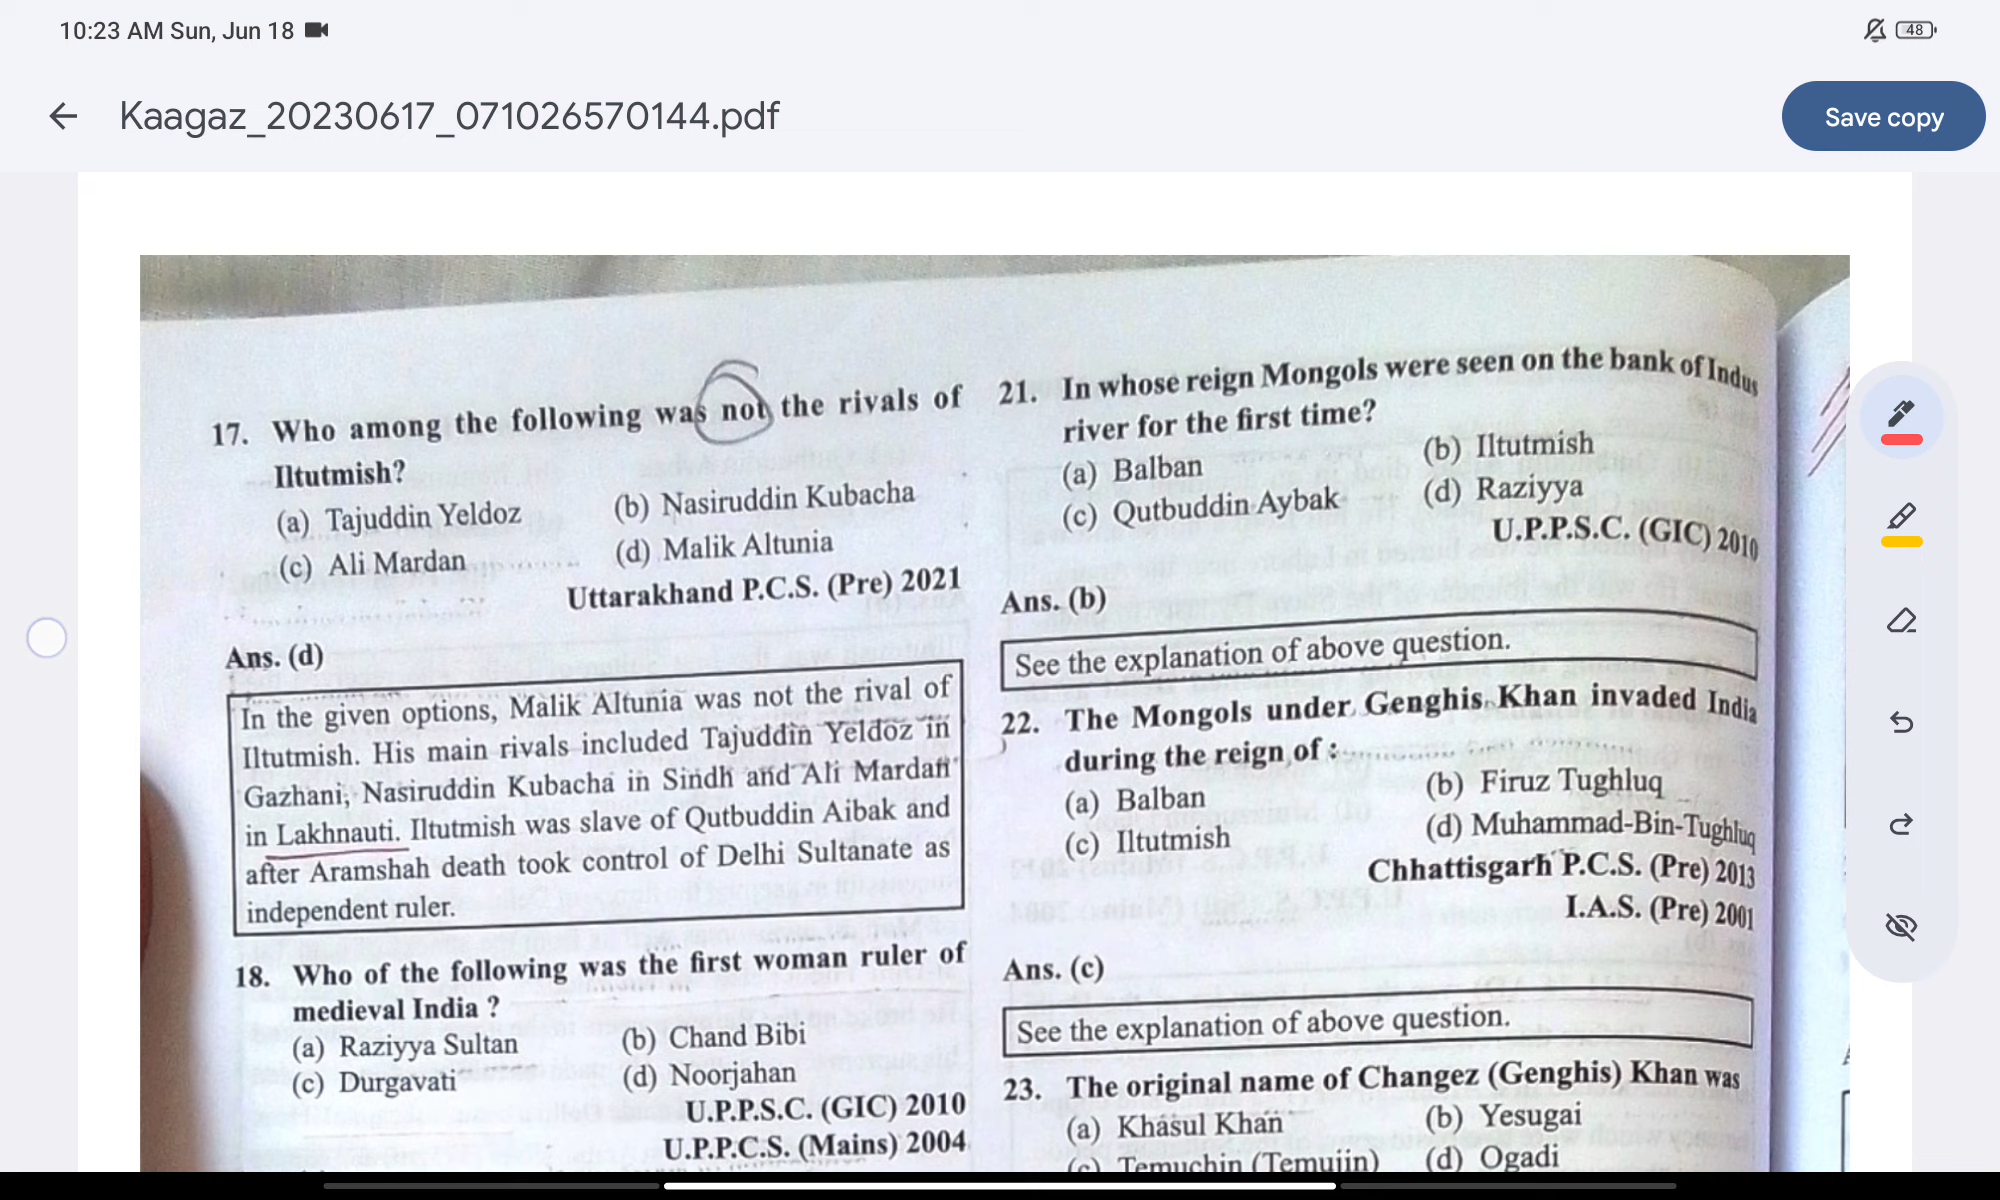 10:23 AM Sun, Jun 18
48
Kaagaz_20230617_071026570144.pdf
Save copy
17. Who among the following was not the rivals of
Iltutmish?
(a) Tajuddin Yeldoz (b) Nasiruddin Kubacha
(c) Ali Mardan (d) Malik Altunia
Uttarakhand P.C.S. (Pre) 2021
Ans. (d)
In the given options, Malik Altunia was not the rival of
Iltutmish. His main rivals included Tajuddin Yeldoz in
Gazhani, Nasiruddin Kubacha in Sindh and Ali Mardan
in Lakhnauti. Iltutmish was slave of Qutbuddin Aibak and
after Aramshah death took control of Delhi Sultanate as
independent ruler.
18. Who of the following was the first woman ruler of
medieval India ?
(a) Raziyya Sultan (b) Chand Bibi
(c) Durgavati (d) Noorjahan
U.P.P.S.C. (GIC) 2010
U.P.P.C.S. (Mains) 2004
21. In whose reign Mongols were seen on the bank of Indus
river for the first time?
(a) Balban (b) Iltutmish
(c) Qutbuddin Aybak (d) Raziyya
U.P.P.S.C. (GIC) 2010
Ans. (b)
See the explanation of above question.
22. The Mongols under Genghis Khan invaded India
during the reign of :
(a) Balban (b) Firuz Tughluq
(c) Iltutmish (d) Muhammad-Bin-Tughluq
Chhattisgarh P.C.S. (Pre) 2013
I.A.S. (Pre) 2001
Ans. (c)
See the explanation of above question.
23. The original name of Changez (Genghis) Khan was
(a) Khasul Khan (b) Yesugai
(c) Temuchin (Temujin) (d) Ogadi